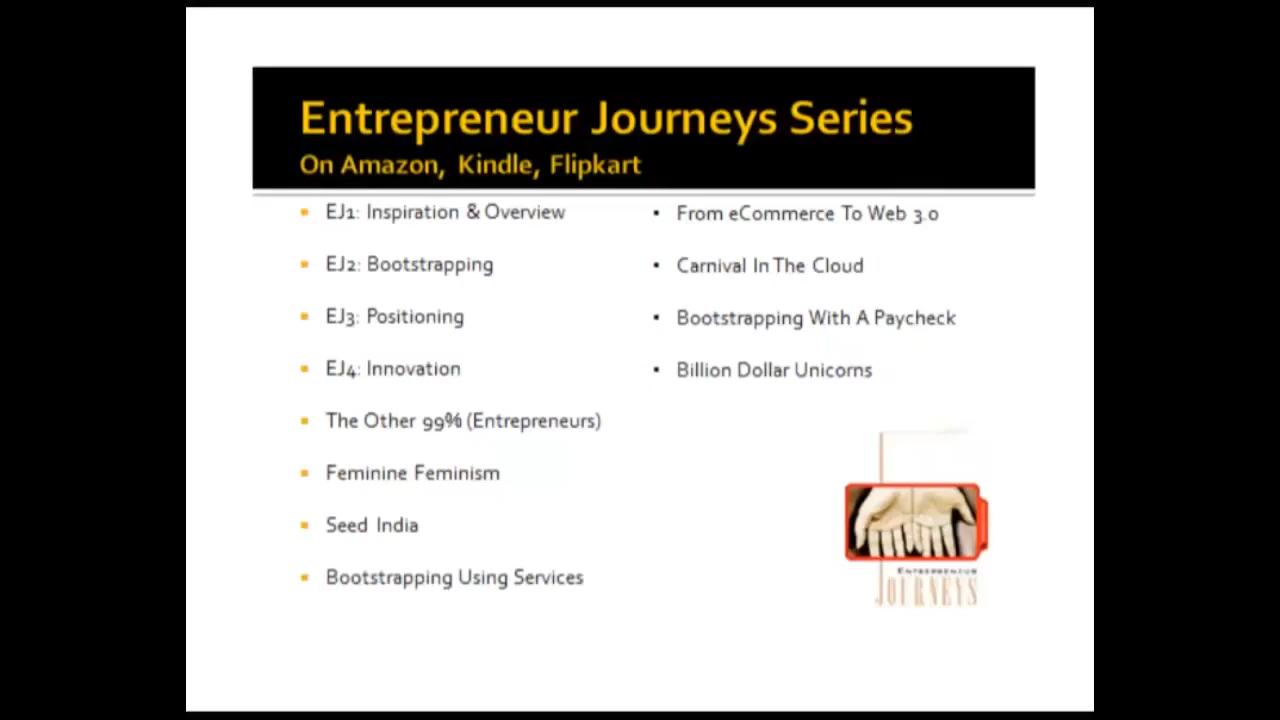 Entrepreneur Journeys Series
On Amazon, Kindle, Flipkart
EJ1: Inspiration & Overview
EJ2: Bootstrapping
EJ3: Positioning
EJ4: Innovation
The Other 99% (Entrepreneurs)
Feminine Feminism
Seed India
Bootstrapping Using Services
From eCommerce To Web 3.0
Carnival In The Cloud
Bootstrapping With A Paycheck
Billion Dollar Unicorns
ENTREPRENEUR
JOURNEYS